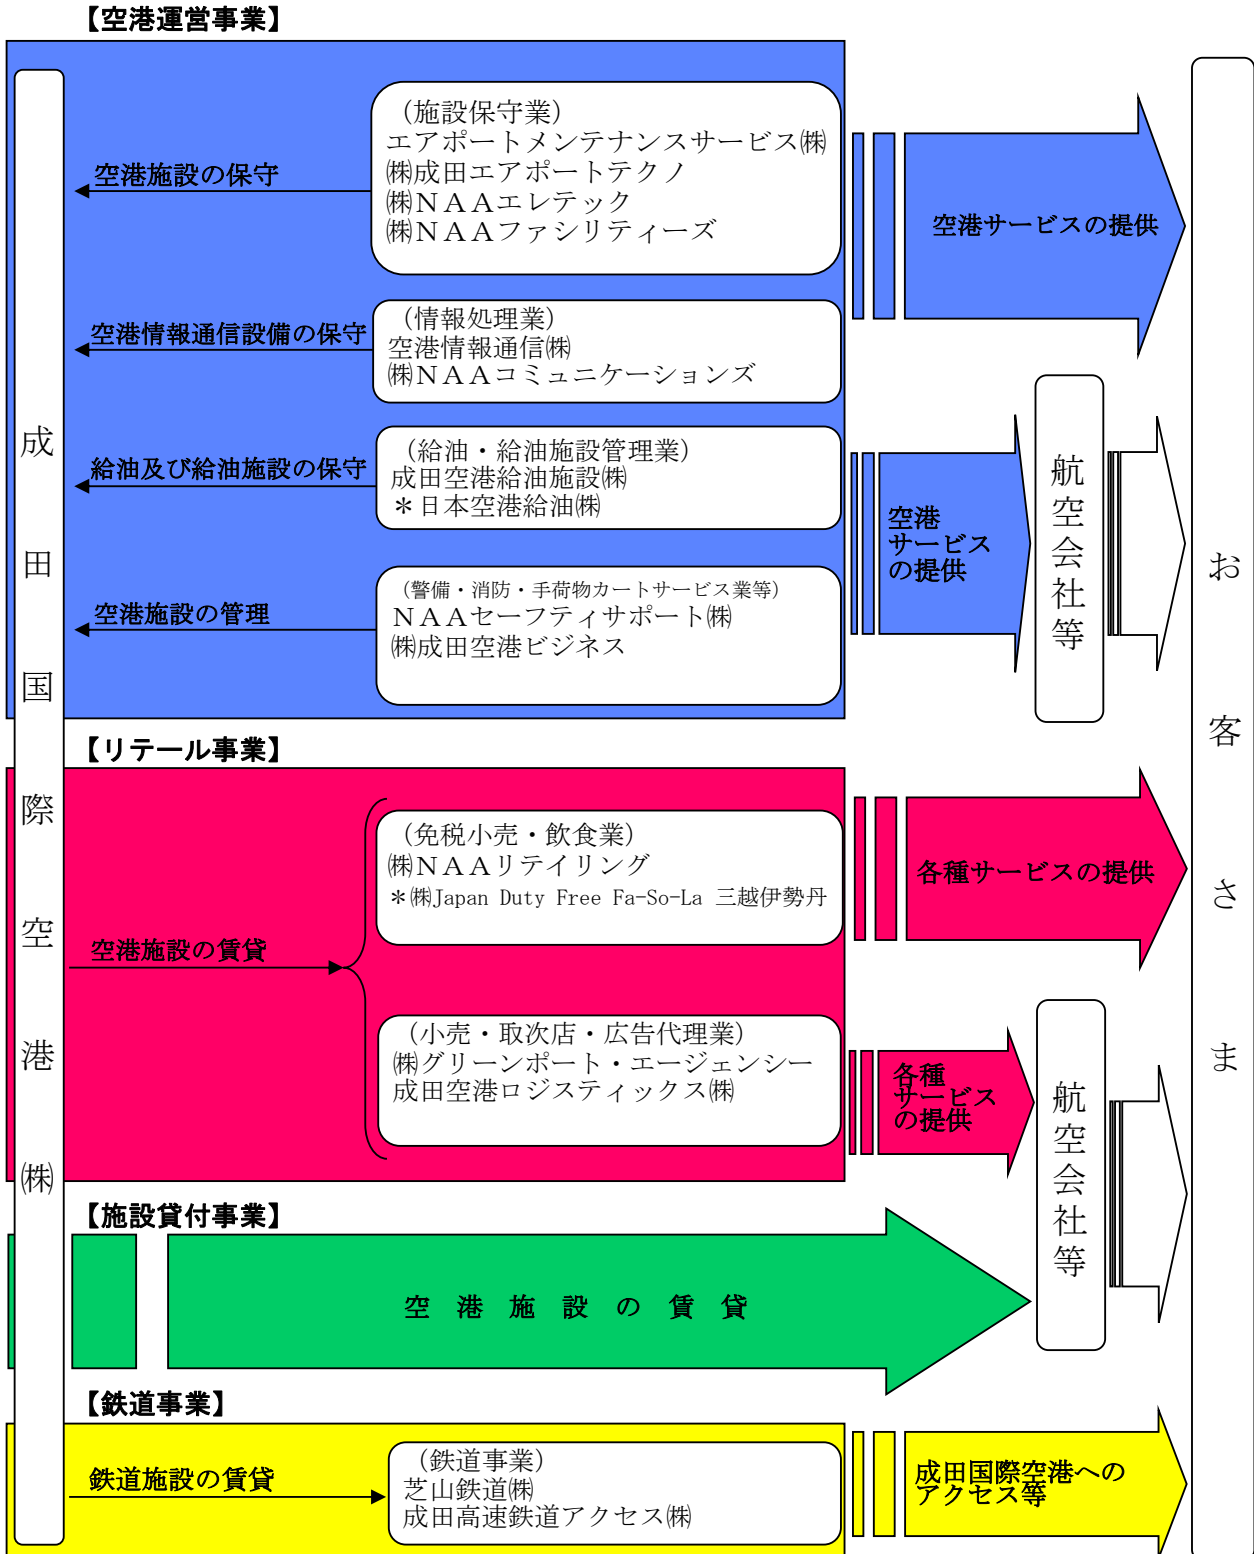 【空港運営事業】
成田国際空港㈱
（施設保守業）
エアポートメンテナンスサービス㈱
㈱成田エアポートテクノ
㈱ＮＡＡエレテック
㈱ＮＡＡファシリティーズ
空港施設の保守
空港サービスの提供
（情報処理業）
空港情報通信㈱
㈱ＮＡＡコミュニケーションズ
空港情報通信設備の保守
（給油・給油施設管理業）
成田空港給油施設㈱
＊日本空港給油㈱
給油及び給油施設の保守
空港
サービス
の提供
航空会社等
お客さま
（警備・消防・手荷物カートサービス業等）
ＮＡＡセーフティサポート㈱
㈱成田空港ビジネス
空港施設の管理
【リテール事業】
（免税小売・飲食業）
㈱ＮＡＡリテイリング
＊㈱Japan Duty Free Fa-So-La 三越伊勢丹
各種サービスの提供
空港施設の賃貸
（小売・取次店・広告代理業）
㈱グリーンポート・エージェンシー
成田空港ロジスティックス㈱
各種
サービス
の提供
航空会社等
【施設貸付事業】
空港施設の賃貸
【鉄道事業】
鉄道施設の賃貸
（鉄道事業）
芝山鉄道㈱
成田高速鉄道アクセス㈱
成田国際空港への
アクセス等